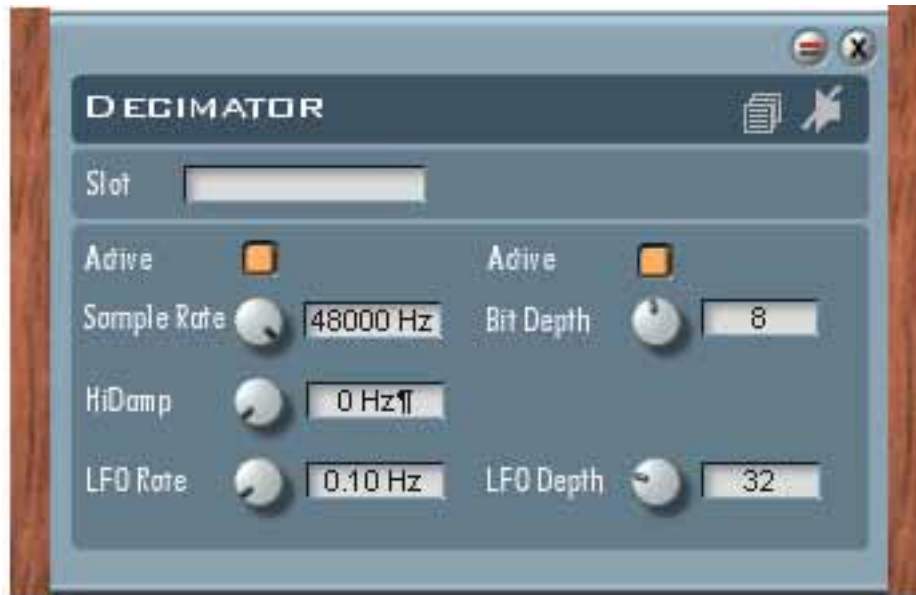 DECIMATOR
Slot
Active Active
Sample Rate 48000 Hz Bit Depth 8
HiDamp 0 Hz¶
LFO Rate 0.10 Hz LFO Depth 32